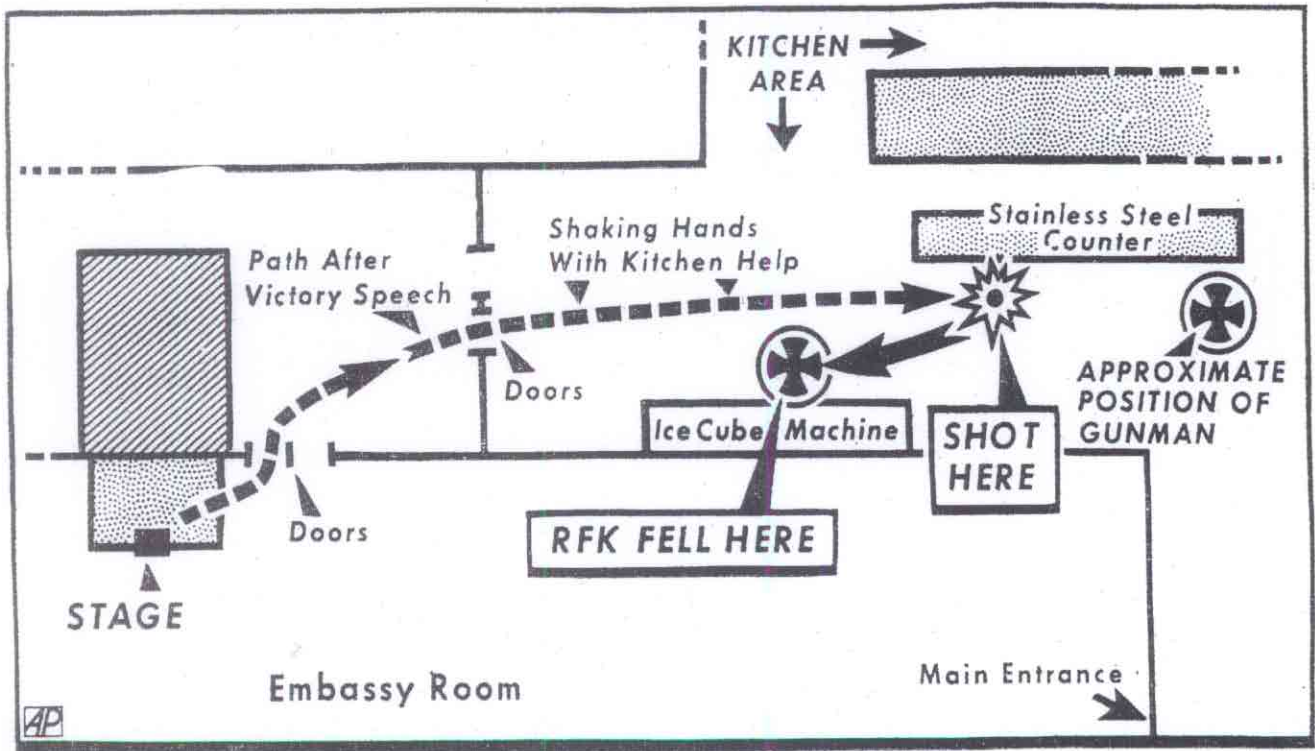 KITCHEN
AREA
Stainless Steel
Counter
Shaking Hands
With Kitchen Help
Path After
Victory Speech
Doors
APPROXIMATE
POSITION OF
GUNMAN
Ice Cube Machine
SHOT
HERE
Doors
RFK FELL HERE
STAGE
Embassy Room
Main Entrance
AP